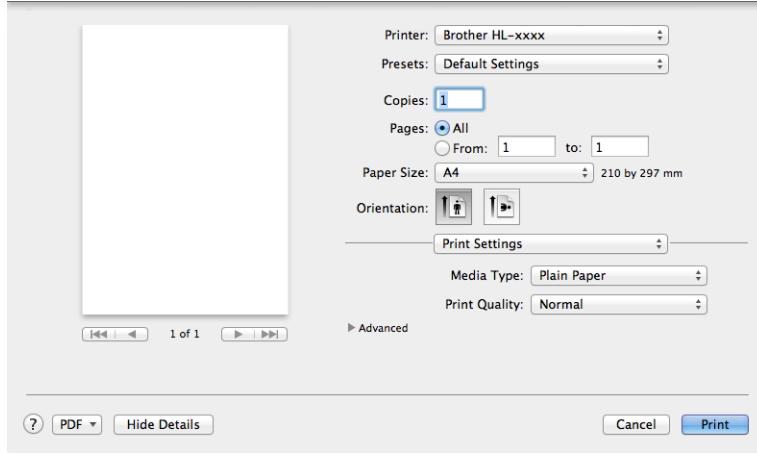 Printer: Brother HL-xxxx
Presets: Default Settings
Copies: 1
Pages: All
From: 1 to: 1
Paper Size: A4 210 by 297 mm
Orientation:
Print Settings
Media Type: Plain Paper
Print Quality: Normal
Advanced
1 of 1
? PDF Hide Details Cancel Print